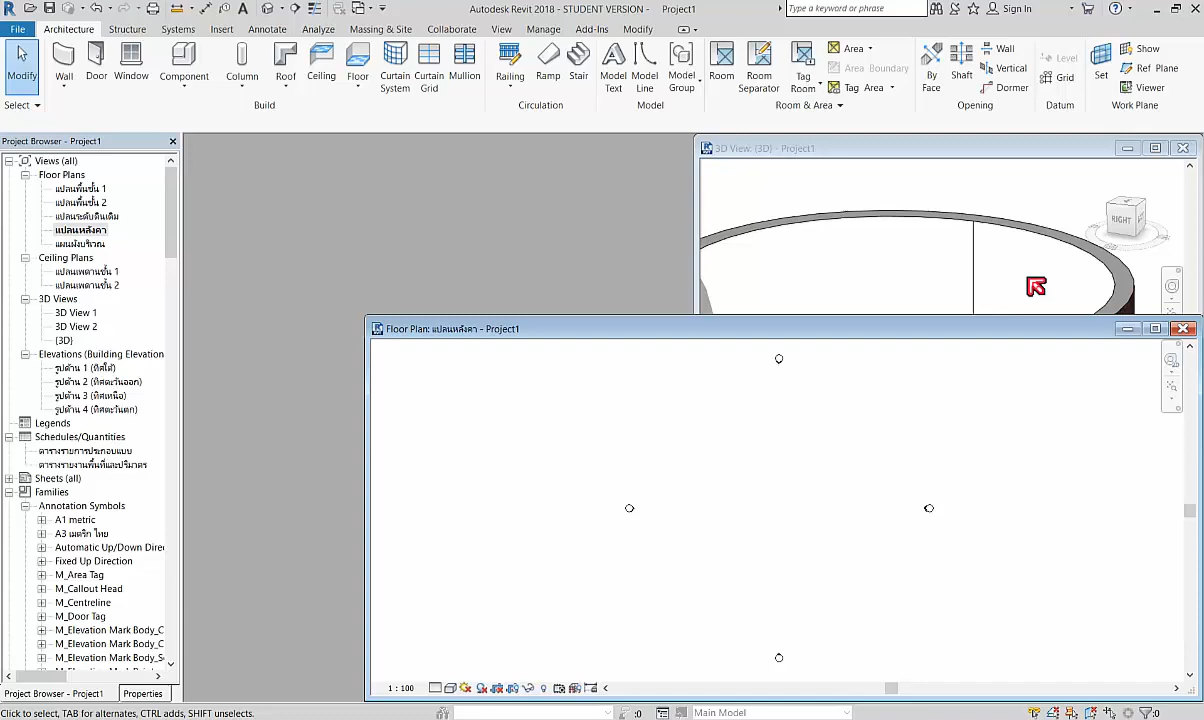 Autodesk Revit 2018 - STUDENT VERSION - Project1
Type a keyword or phrase
Sign In
File Architecture Structure Systems Insert Annotate Analyze Massing & Site Collaborate View Manage Add-Ins Modify
Modify Wall Door Window Component Column Roof Ceiling Floor Curtain System Curtain Grid Mullion Railing Ramp Stair Model Text Model Line Model Group Room Room Separator Tag Room
Area
Area Boundary
Tag Area
By Face Shaft
Wall
Vertical
Dormer
Level
Grid
Set
Show
Ref Plane
Viewer
Select Build Circulation Model Room & Area Opening Datum Work Plane
Project Browser - Project1
Views (all)
Floor Plans
แปลนพื้นชั้น 1
แปลนพื้นชั้น 2
แปลนระดับดินเดิม
แปลนหลังคา
แผนผังบริเวณ
Ceiling Plans
แปลนเพดานชั้น 1
แปลนเพดานชั้น 2
3D Views
3D View 1
3D View 2
{3D}
Elevations (Building Elevation
รูปด้าน 1 (ทิศใต้)
รูปด้าน 2 (ทิศตะวันออก)
รูปด้าน 3 (ทิศเหนือ)
รูปด้าน 4 (ทิศตะวันตก)
Legends
Schedules/Quantities
ตารางรายการประกอบแบบ
ตารางรายงานพื้นที่และปริมาตร
Sheets (all)
Families
Annotation Symbols
A1 metric
A3 เมตริก ไทย
Automatic Up/Down Direc
Fixed Up Direction
M_Area Tag
M_Callout Head
M_Centreline
M_Door Tag
M_Elevation Mark Body_C
M_Elevation Mark Body_C
M_Elevation Mark Body_S
Project Browser - Project1 Properties
3D View: {3D} - Project1
RIGHT
Floor Plan: แปลนหลังคา - Project1
1 : 100
Click to select, TAB for alternates, CTRL adds, SHIFT unselects.
:0
Main Model
:0